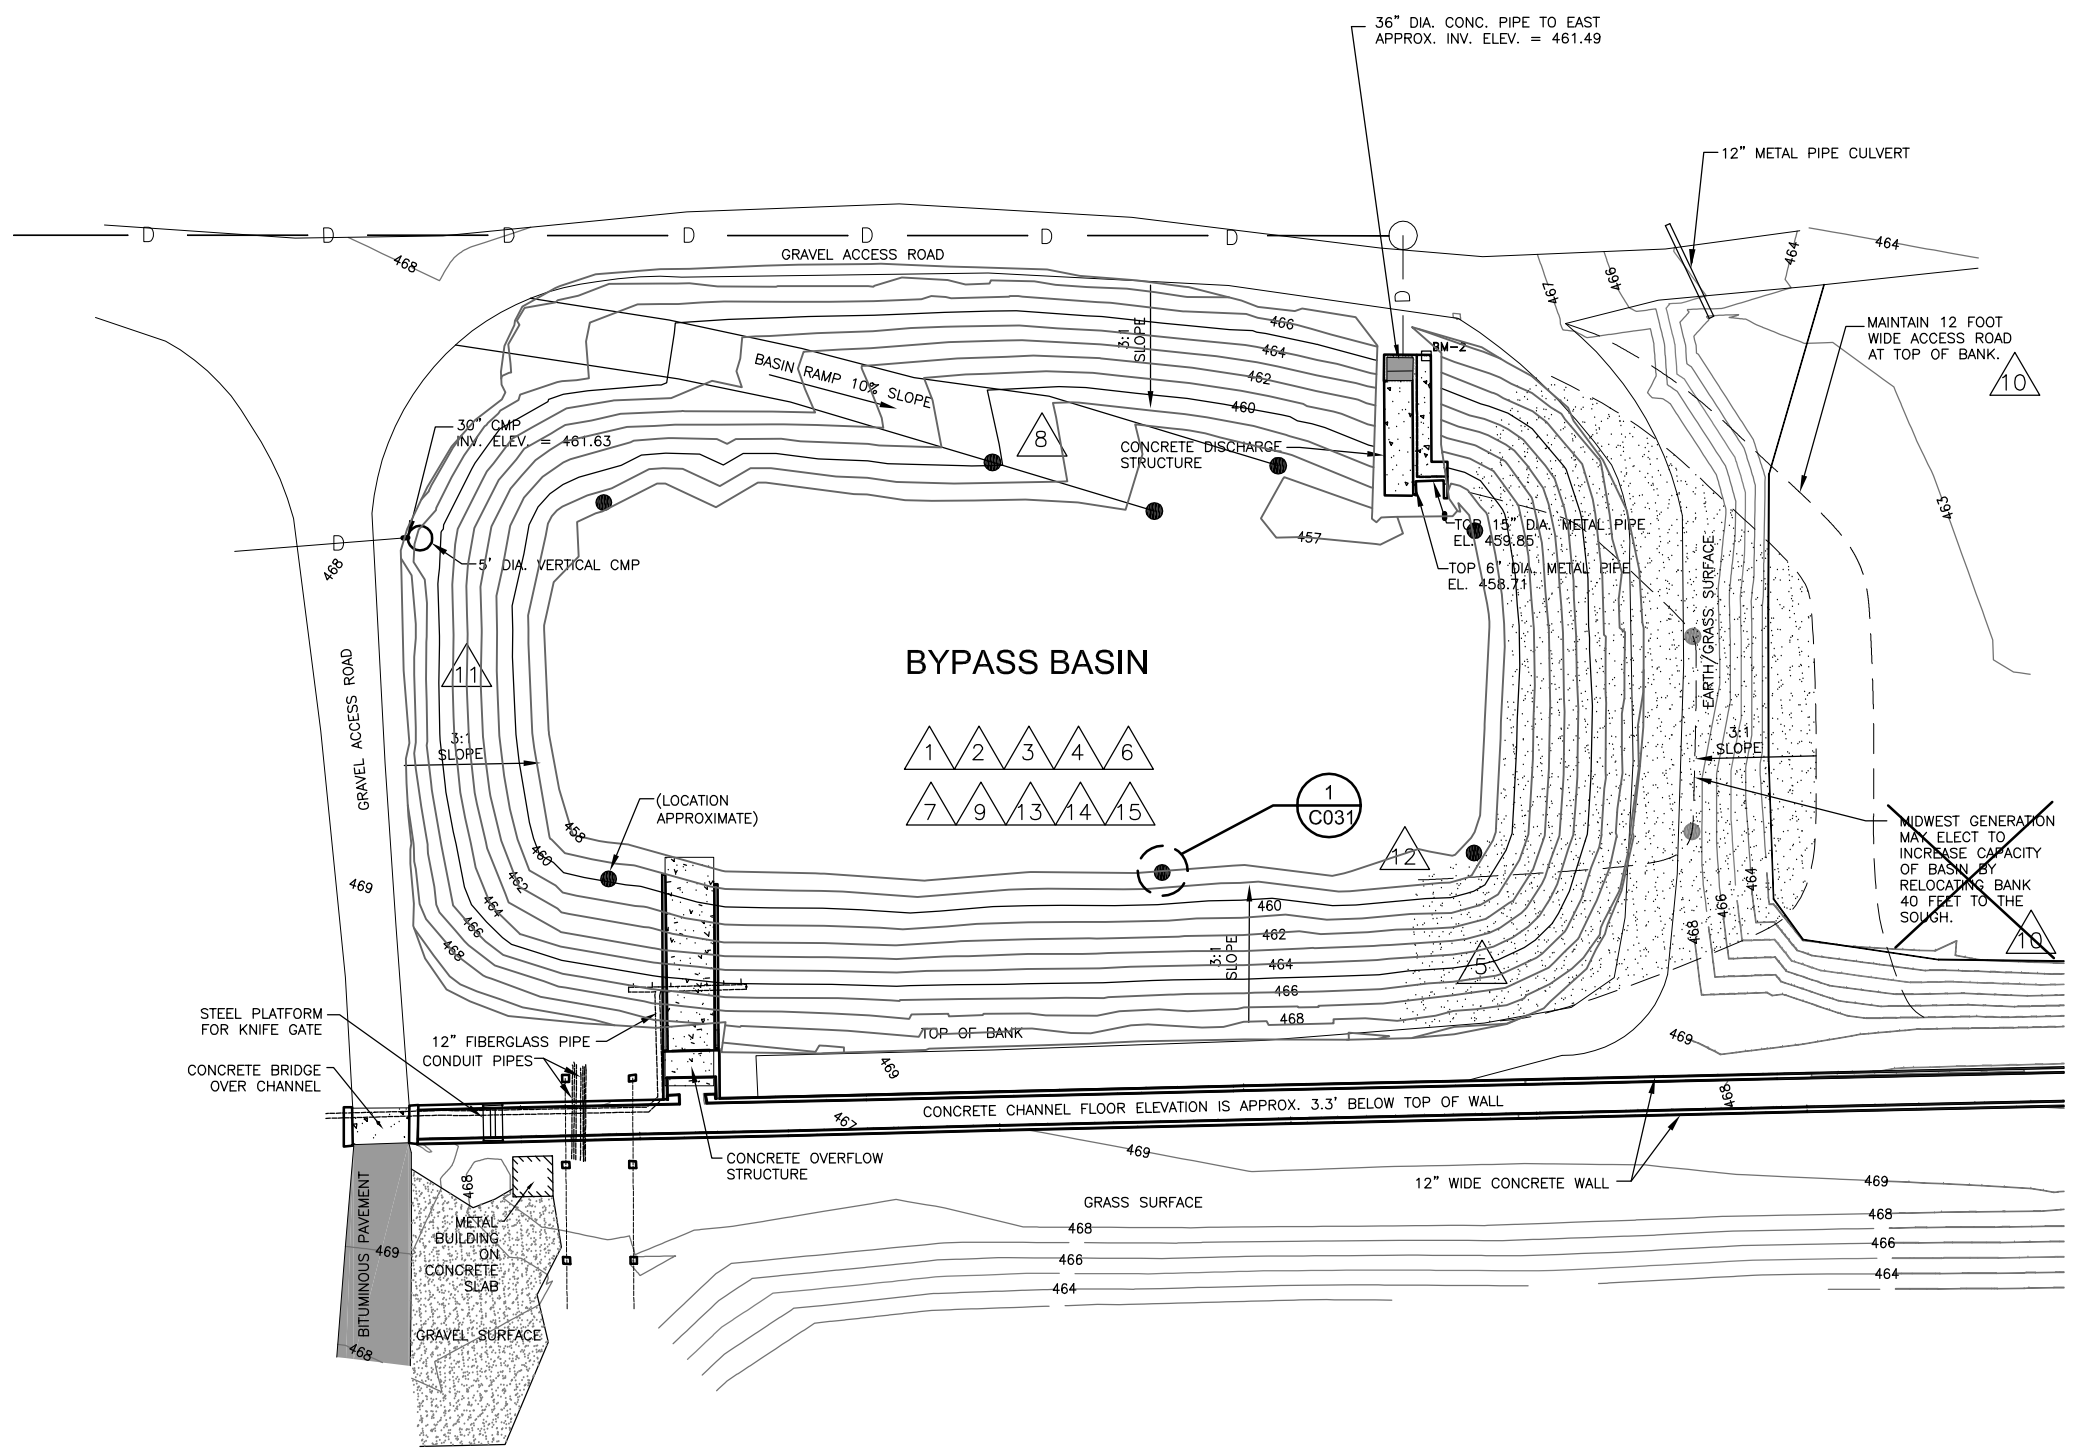 36" DIA. CONC. PIPE TO EAST
APPROX. INV. ELEV. = 461.49
12" METAL PIPE CULVERT
D D D D D D D
GRAVEL ACCESS ROAD
468
D
467
466
464
464
MAINTAIN 12 FOOT
WIDE ACCESS ROAD
AT TOP OF BANK.
10
466
464
462
460
3:1
SLOPE
BM-2
BASIN RAMP 10% SLOPE
8
30" CMP
INV. ELEV. = 461.63
CONCRETE DISCHARGE
STRUCTURE
463
D
468
5' DIA. VERTICAL CMP
457
TOP 15" DIA. METAL PIPE
EL. 459.85
TOP 6' DIA. METAL PIPE
EL. 458.71
EARTH/GRASS SURFACE
GRAVEL ACCESS ROAD
11
BYPASS BASIN
3:1
SLOPE
1 2 3 4 6
7 9 13 14 15
3:1
SLOPE
(LOCATION
APPROXIMATE)
1
C031
12
MIDWEST GENERATION
MAY ELECT TO
INCREASE CAPACITY
OF BASIN BY
RELOCATING BANK
40 FEET TO THE
SOUGH.
10
458
460
462
464
466
468
469
460
462
464
466
468
3:1
SLOPE
5
464
466
468
STEEL PLATFORM
FOR KNIFE GATE
12" FIBERGLASS PIPE
CONDUIT PIPES
TOP OF BANK
469
469
CONCRETE BRIDGE
OVER CHANNEL
CONCRETE CHANNEL FLOOR ELEVATION IS APPROX. 3.3' BELOW TOP OF WALL
468
467
CONCRETE OVERFLOW
STRUCTURE
469
12" WIDE CONCRETE WALL
469
BITUMINOUS PAVEMENT
468
GRASS SURFACE
METAL
BUILDING
ON
CONCRETE
SLAB
469
468
466
464
468
466
464
GRAVEL SURFACE
468